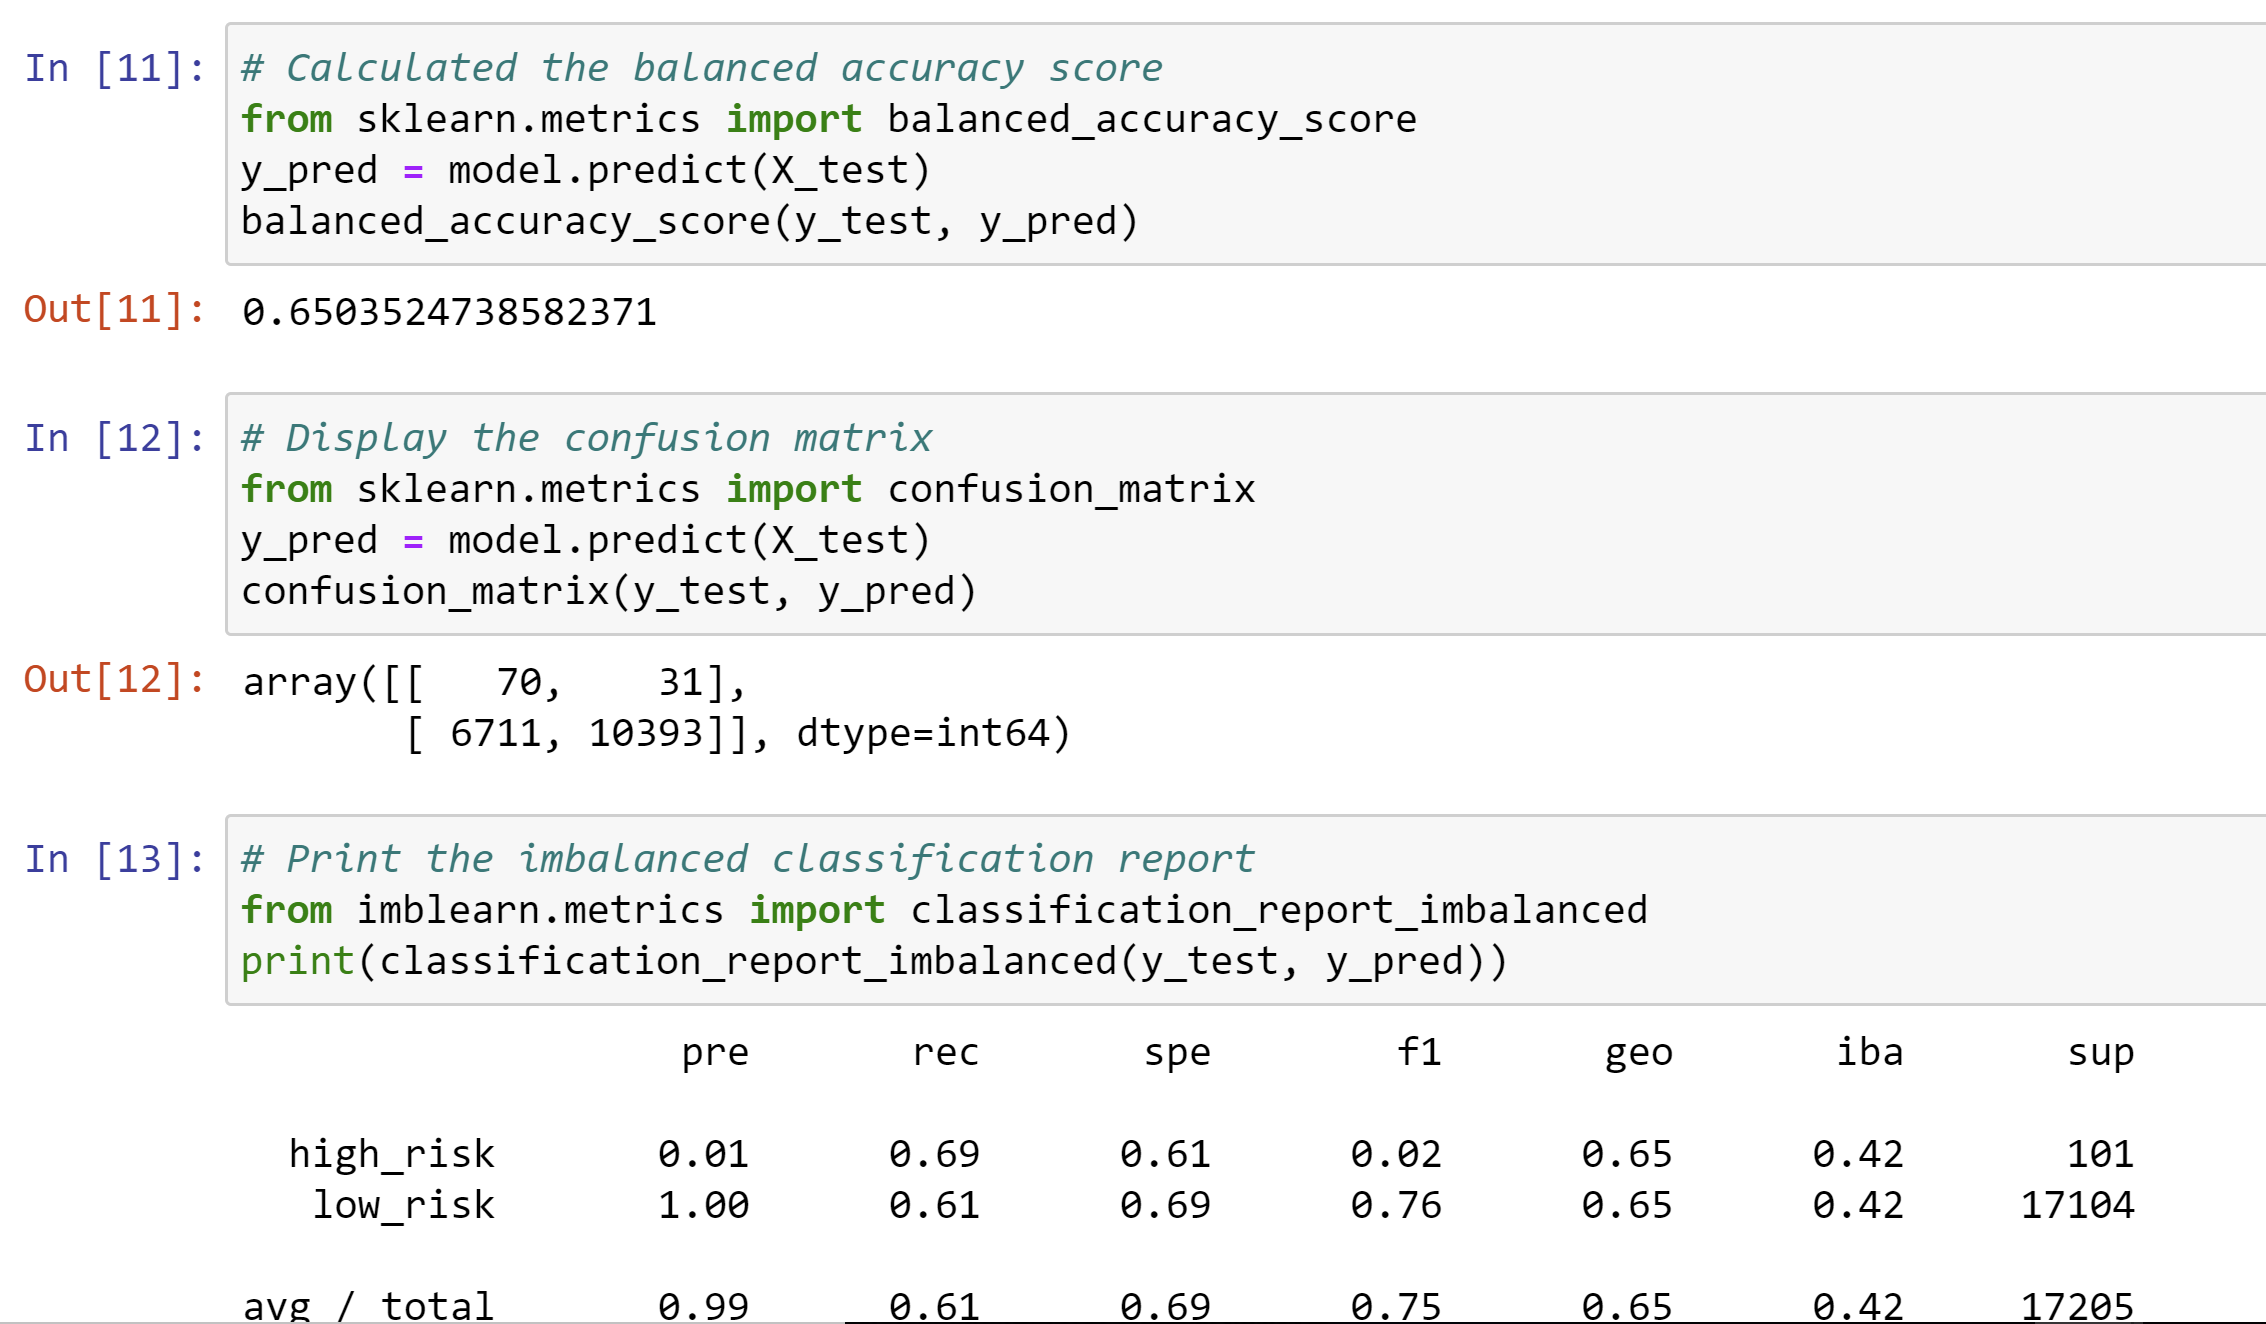 In [11]: # Calculated the balanced accuracy score
from sklearn.metrics import balanced_accuracy_score
y_pred = model.predict(X_test)
balanced_accuracy_score(y_test, y_pred)
Out[11]: 0.6503524738582371
In [12]: # Display the confusion matrix
from sklearn.metrics import confusion_matrix
y_pred = model.predict(X_test)
confusion_matrix(y_test, y_pred)
Out[12]: array([[   70,    31],
       [ 6711, 10393]], dtype=int64)
In [13]: # Print the imbalanced classification report
from imblearn.metrics import classification_report_imbalanced
print(classification_report_imbalanced(y_test, y_pred))
pre rec spe f1 geo iba sup
high_risk 0.01 0.69 0.61 0.02 0.65 0.42 101
low_risk 1.00 0.61 0.69 0.76 0.65 0.42 17104
avg / total 0.99 0.61 0.69 0.75 0.65 0.42 17205